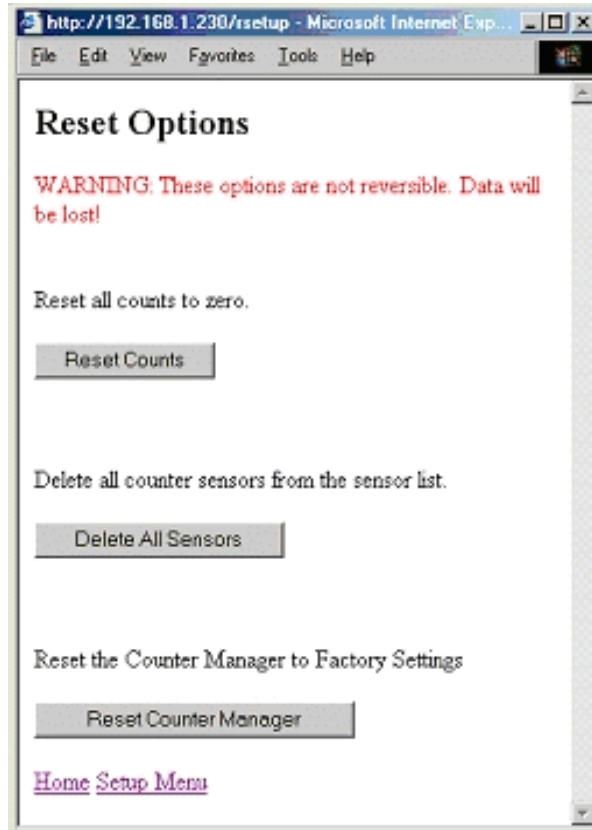 http://192.168.1.230/rsetup - Microsoft Internet Exp...
File Edit View Favorites Tools Help
Reset Options
WARNING: These options are not reversible. Data will
be lost!
Reset all counts to zero.
Reset Counts
Delete all counter sensors from the sensor list.
Delete All Sensors
Reset the Counter Manager to Factory Settings
Reset Counter Manager
Home Setup Menu